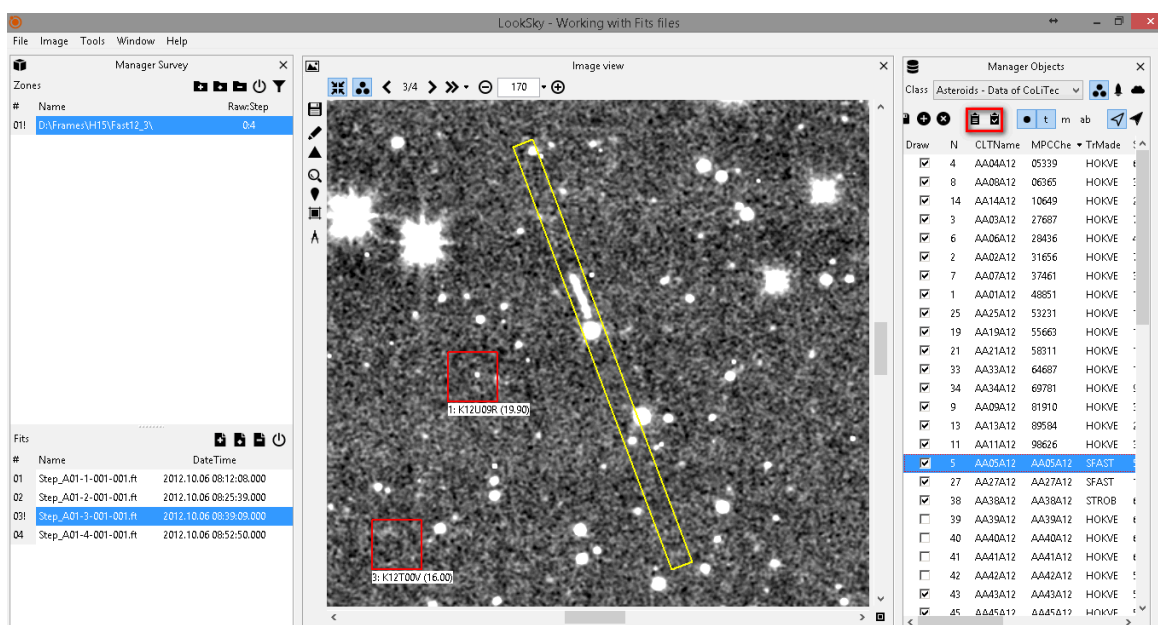 LookSky - Working with Fits files
File Image Tools Window Help
Manager Survey
Zones
# Name Raw:Step
01! D:\Frames\H15\Fast12_3\ 0:4
Fits
# Name DateTime
01 Step_A01-1-001-001.ft 2012.10.06 08:12:08.000
02 Step_A01-2-001-001.ft 2012.10.06 08:25:39.000
03! Step_A01-3-001-001.ft 2012.10.06 08:39:09.000
04 Step_A01-4-001-001.ft 2012.10.06 08:52:50.000
Image view
3/4 170
1: K12U09R (19.90)
3: K12T00V (16.00)
Manager Objects
Class Asteroids - Data of CoLiTec
t m ab
Draw N CLTName MPCChe TrMade
4 AA04A12 05339 HOKVE
8 AA08A12 06365 HOKVE
14 AA14A12 10649 HOKVE
3 AA03A12 27687 HOKVE
6 AA06A12 28436 HOKVE
2 AA02A12 31656 HOKVE
7 AA07A12 37461 HOKVE
1 AA01A12 48851 HOKVE
25 AA25A12 53231 HOKVE
19 AA19A12 55663 HOKVE
21 AA21A12 58311 HOKVE
33 AA33A12 64687 HOKVE
34 AA34A12 69781 HOKVE
9 AA09A12 81910 HOKVE
13 AA13A12 89584 HOKVE
11 AA11A12 98626 HOKVE
5 AA05A12 AA05A12 SFAST
27 AA27A12 AA27A12 SFAST
38 AA38A12 AA38A12 STROB
39 AA39A12 AA39A12 HOKVE
40 AA40A12 AA40A12 HOKVE
41 AA41A12 AA41A12 HOKVE
42 AA42A12 AA42A12 HOKVE
43 AA43A12 AA43A12 HOKVE
45 AA45A12 AA45A12 HOKVE